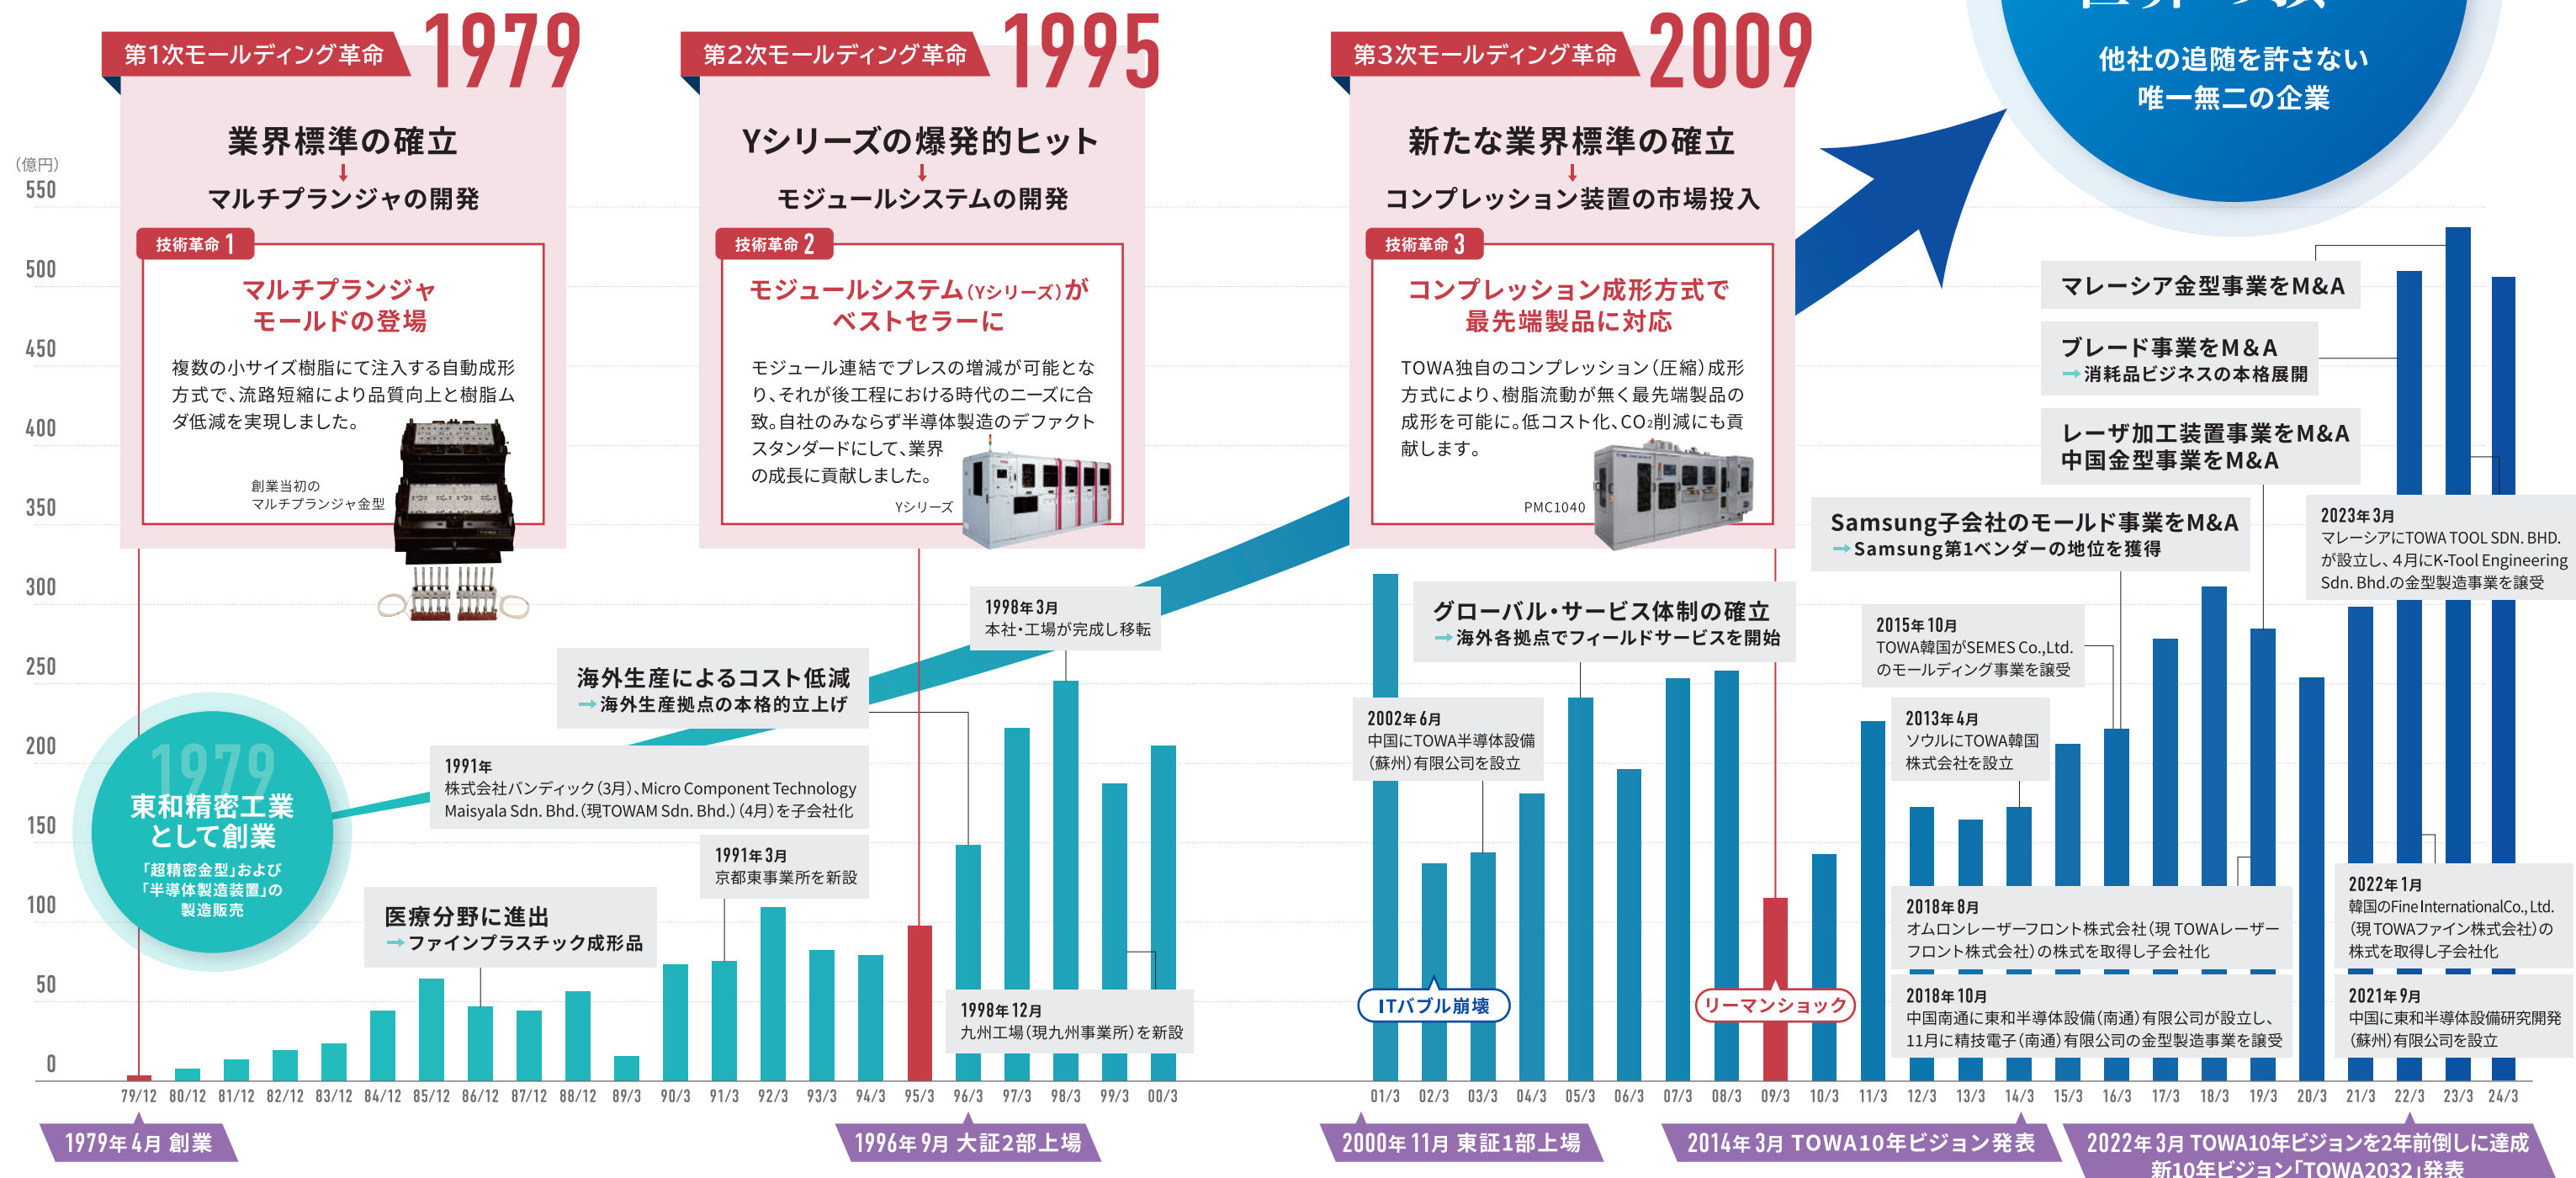 第1次モールディング革命
1979
業界標準の確立
マルチプランジャの開発
技術革命 1
マルチプランジャ
モールドの登場
複数の小サイズ樹脂にて注入する自動成形
方式で、流路短縮により品質向上と樹脂ム
ダ低減を実現しました。
創業当初の
マルチプランジャ金型
第2次モールディング革命
1995
Yシリーズの爆発的ヒット
モジュールシステムの開発
技術革命 2
モジュールシステム(Yシリーズ)が
ベストセラーに
モジュール連結でプレスの増減が可能とな
り、それが後工程における時代のニーズに合
致。自社のみならず半導体製造のデファクト
スタンダードにして、業界
の成長に貢献しました。
Yシリーズ
第3次モールディング革命
2009
新たな業界標準の確立
コンプレッション装置の市場投入
技術革命 3
コンプレッション成形方式で
最先端製品に対応
TOWA独自のコンプレッション(圧縮)成形
方式により、樹脂流動が無く最先端製品の
成形を可能に。低コスト化、CO2削減にも貢
献します。
PMC1040
他社の追随を許さない
唯一無二の企業
(億円)
550
500
450
400
350
300
250
200
150
100
50
0
1979
東和精密工業
として創業
「超精密金型」および
「半導体製造装置」の
製造販売
医療分野に進出
→ファインプラスチック成形品
1991年
株式会社バンディック(3月)、Micro Component Technology
Maisyala Sdn. Bhd.(現TOWAM Sdn. Bhd.)(4月)を子会社化
1991年3月
京都東事業所を新設
海外生産によるコスト低減
→海外生産拠点の本格的立上げ
1998年3月
本社・工場が完成し移転
1998年12月
九州工場(現九州事業所)を新設
グローバル・サービス体制の確立
→海外各拠点でフィールドサービスを開始
2002年6月
中国にTOWA半導体設備
(蘇州)有限公司を設立
ITバブル崩壊
リーマンショック
マレーシア金型事業をM&A
ブレード事業をM&A
→消耗品ビジネスの本格展開
レーザ加工装置事業をM&A
中国金型事業をM&A
Samsung子会社のモールド事業をM&A
→Samsung第1ベンダーの地位を獲得
2015年10月
TOWA韓国がSEMES Co.,Ltd.
のモールディング事業を譲受
2013年4月
ソウルにTOWA韓国
株式会社を設立
2023年3月
マレーシアにTOWA TOOL SDN. BHD.
が設立し、4月にK-Tool Engineering
Sdn. Bhd.の金型製造事業を譲受
2018年8月
オムロンレーザーフロント株式会社(現 TOWAレーザー
フロント株式会社)の株式を取得し子会社化
2018年10月
中国南通に東和半導体設備(南通)有限公司が設立し、
11月に精技電子(南通)有限公司の金型製造事業を譲受
2022年1月
韓国のFine InternationalCo., Ltd.
(現TOWAファイン株式会社)の
株式を取得し子会社化
2021年9月
中国に東和半導体設備研究開発
(蘇州)有限公司を設立
79/12 80/12 81/12 82/12 83/12 84/12 85/12 86/12 87/12 88/12 89/3 90/3 91/3 92/3 93/3 94/3 95/3 96/3 97/3 98/3 99/3 00/3 01/3 02/3 03/3 04/3 05/3 06/3 07/3 08/3 09/3 10/3 11/3 12/3 13/3 14/3 15/3 16/3 17/3 18/3 19/3 20/3 21/3 22/3 23/3 24/3
1979年4月 創業
1996年9月 大証2部上場
2000年11月 東証1部上場
2014年3月 TOWA10年ビジョン発表
2022年3月 TOWA10年ビジョンを2年前倒しに達成
新10年ビジョン「TOWA2032」発表